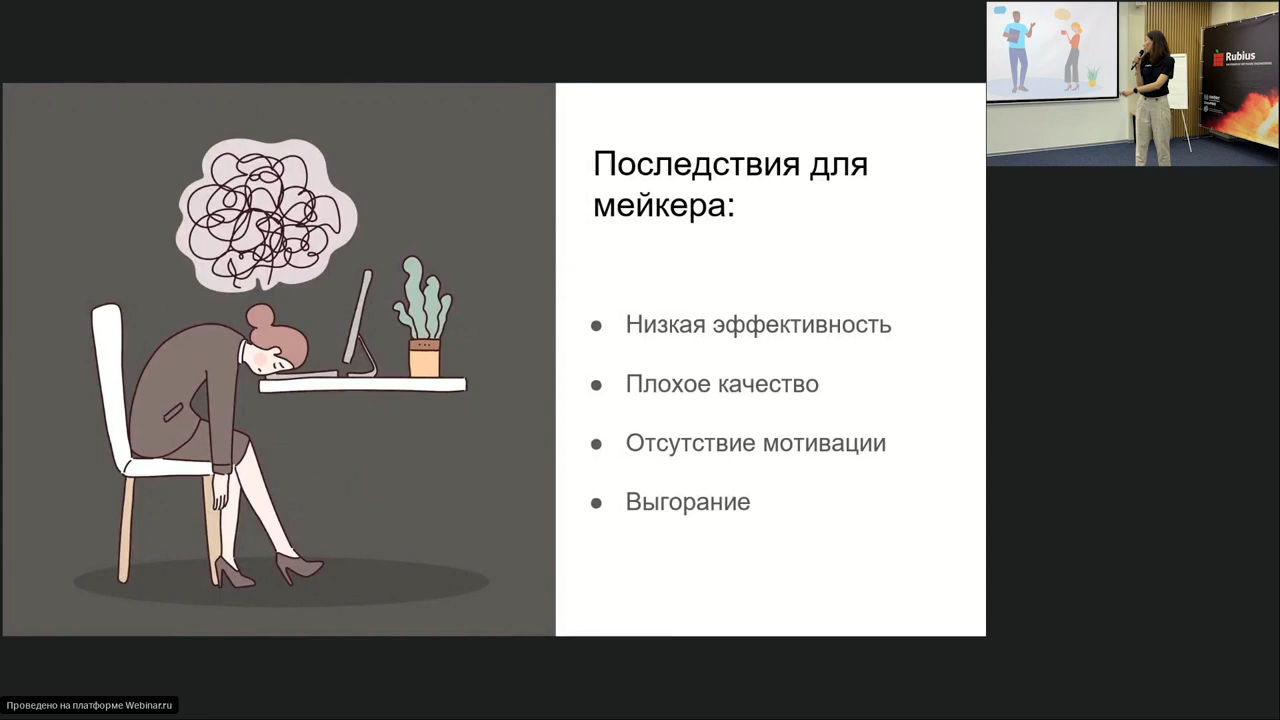 Последствия для
мейкера:
● Низкая эффективность
● Плохое качество
● Отсутствие мотивации
● Выгорание
Rubius
Проведено на платформе Webinar.ru